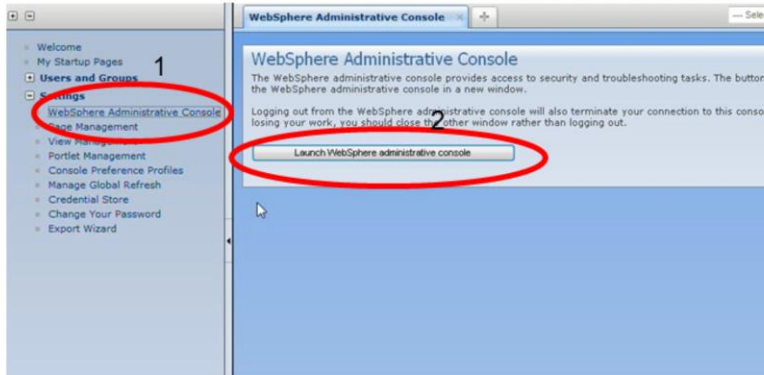 WebSphere Administrative Console
--- Sele
Welcome
My Startup Pages
1
Users and Groups
Settings
WebSphere Administrative Console
Page Management
View Management
Portlet Management
Console Preference Profiles
Manage Global Refresh
Credential Store
Change Your Password
Export Wizard
WebSphere Administrative Console
The WebSphere administrative console provides access to security and troubleshooting tasks. The button
the WebSphere administrative console in a new window.
Logging out from the WebSphere administrative console will also terminate your connection to this conso
losing your work, you should close the other window rather than logging out.
2
Launch WebSphere administrative console